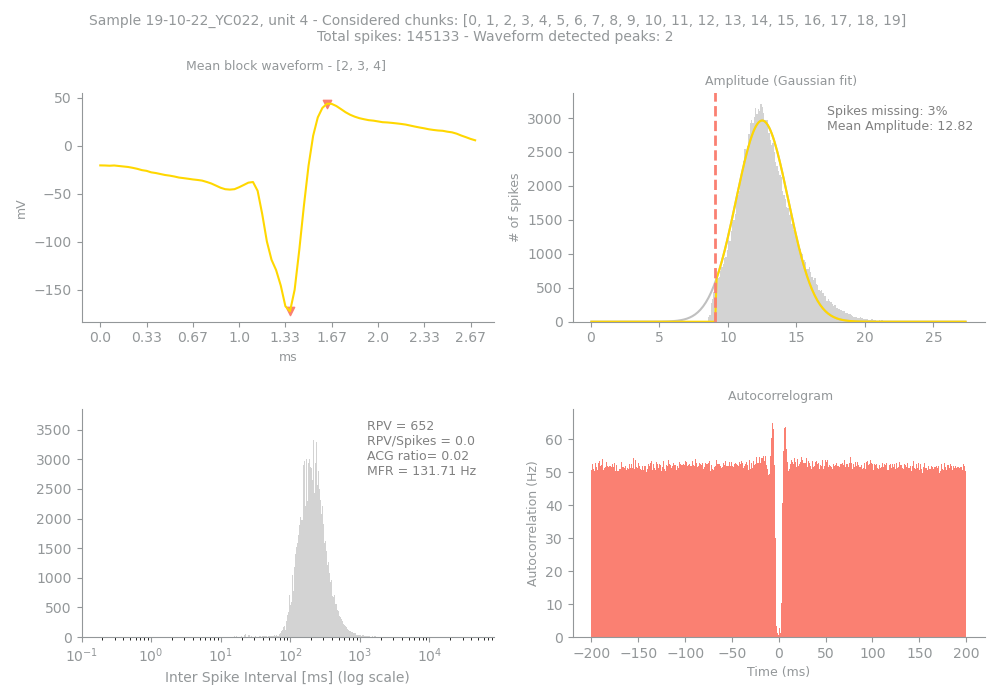 Sample 19-10-22_YC022, unit 4 - Considered chunks: [0, 1, 2, 3, 4, 5, 6, 7, 8, 9, 10, 11, 12, 13, 14, 15, 16, 17, 18, 19]
Total spikes: 145133 - Waveform detected peaks: 2
Mean block waveform - [2, 3, 4]
50
0
−50
−100
−150
mV
0.0 0.33 0.67 1.0 1.33 1.67 2.0 2.33 2.67
ms
Amplitude (Gaussian fit)
Spikes missing: 3%
Mean Amplitude: 12.82
3000
2500
2000
1500
1000
500
0
# of spikes
0 5 10 15 20 25
RPV = 652
RPV/Spikes = 0.0
ACG ratio= 0.02
MFR = 131.71 Hz
3500
3000
2500
2000
1500
1000
500
0
10⁻¹ 10⁰ 10¹ 10² 10³ 10⁴
Inter Spike Interval [ms] (log scale)
Autocorrelogram
60
50
40
30
20
10
0
Autocorrelation (Hz)
−200 −150 −100 −50 0 50 100 150 200
Time (ms)